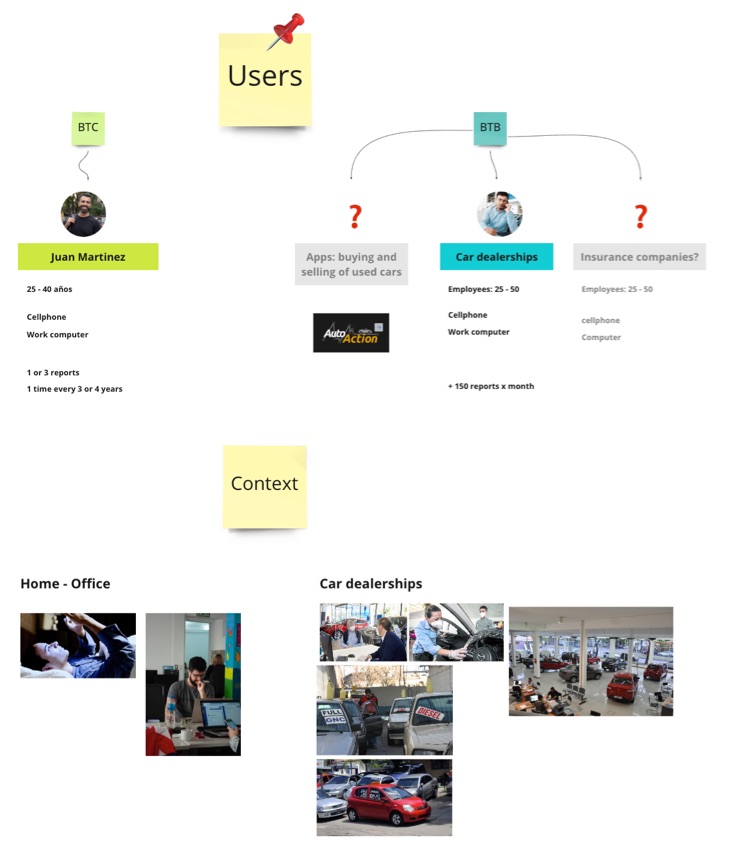 Users
BTC
BTB
?
?
Juan Martinez
Apps: buying and
selling of used cars
Car dealerships
Insurance companies?
25 - 40 años
Cellphone
Work computer
1 or 3 reports
1 time every 3 or 4 years
AutoAction
Employees: 25 - 50
Cellphone
Work computer
+ 150 reports x month
Employees: 25 - 50
cellphone
Computer
Context
Home - Office
Car dealerships
FULL
GNC
DIESEL